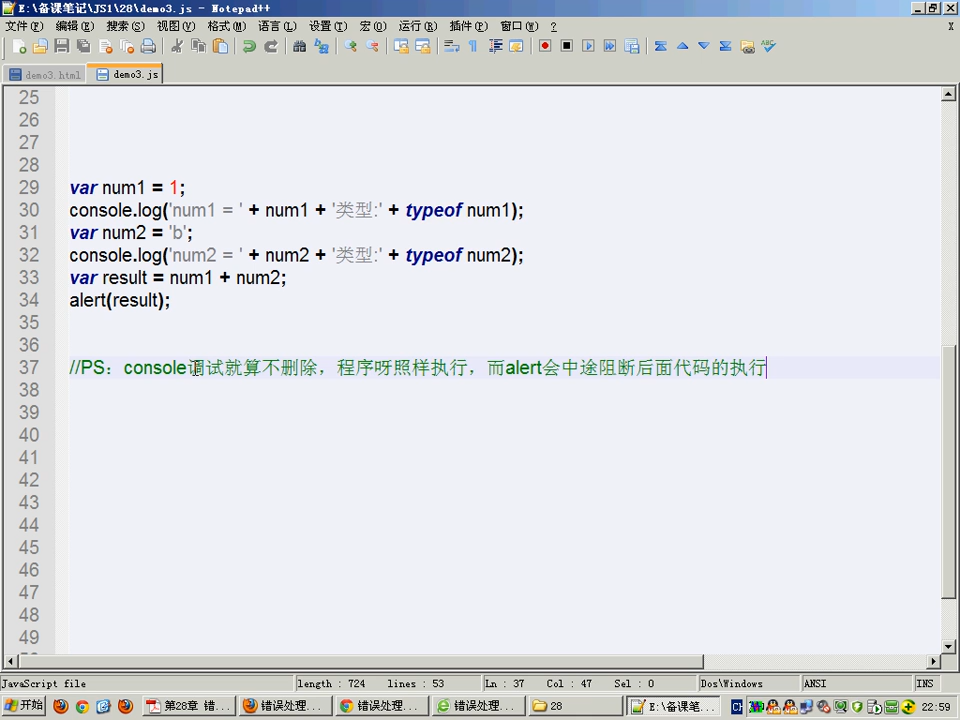 E:\备课笔记\JS1\28\demo3.js - Notepad++
文件(F) 编辑(E) 搜索(S) 视图(V) 格式(M) 语言(L) 设置(T) 宏(O) 运行(R) 插件(P) 窗口(W) ? X
demo3.html demo3.js
25
26
27
28
29 var num1 = 1;
30 console.log('num1 = ' + num1 + '类型:' + typeof num1);
31 var num2 = 'b';
32 console.log('num2 = ' + num2 + '类型:' + typeof num2);
33 var result = num1 + num2;
34 alert(result);
35
36
37 //PS：console调试就算不删除，程序呀照样执行，而alert会中途阻断后面代码的执行
38
39
40
41
42
43
44
45
46
47
48
49
JavaScript file length : 724 lines : 53 Ln : 37 Col : 47 Sel : 0 Dos\Windows ANSI INS
开始 第28章 错... 错误处理... 错误处理... 错误处理... 28 E:\备课笔... 22:59